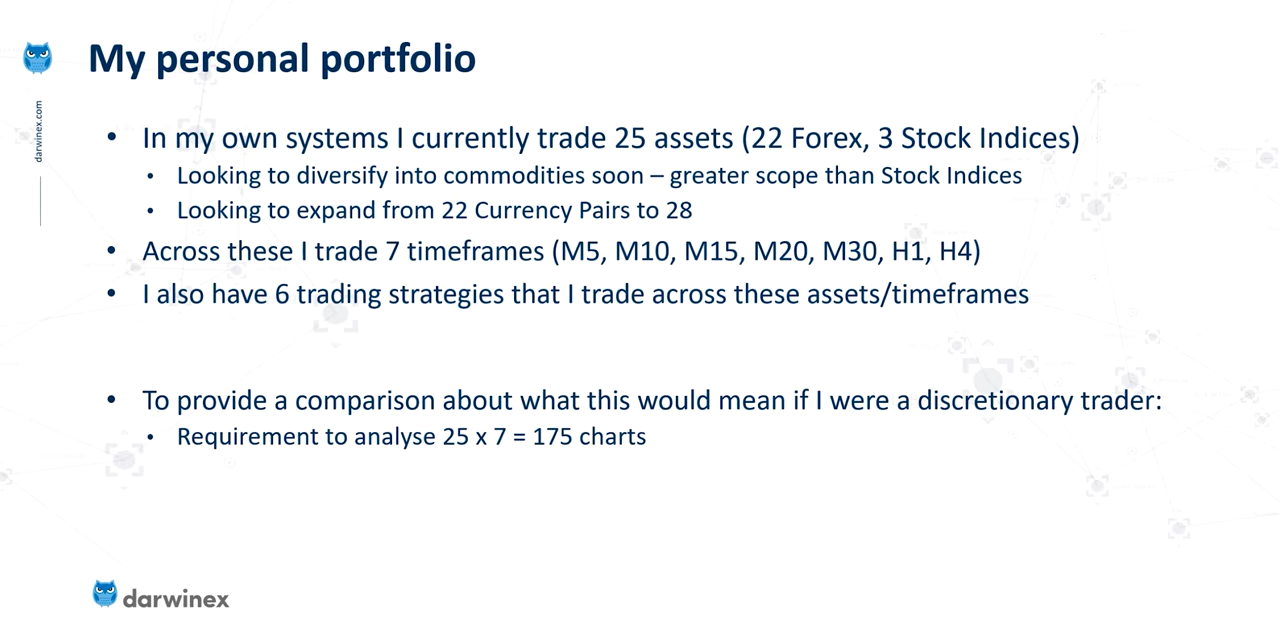 My personal portfolio
darwinex.com
• In my own systems I currently trade 25 assets (22 Forex, 3 Stock Indices)
• Looking to diversify into commodities soon – greater scope than Stock Indices
• Looking to expand from 22 Currency Pairs to 28
• Across these I trade 7 timeframes (M5, M10, M15, M20, M30, H1, H4)
• I also have 6 trading strategies that I trade across these assets/timeframes
• To provide a comparison about what this would mean if I were a discretionary trader:
• Requirement to analyse 25 x 7 = 175 charts
darwinex